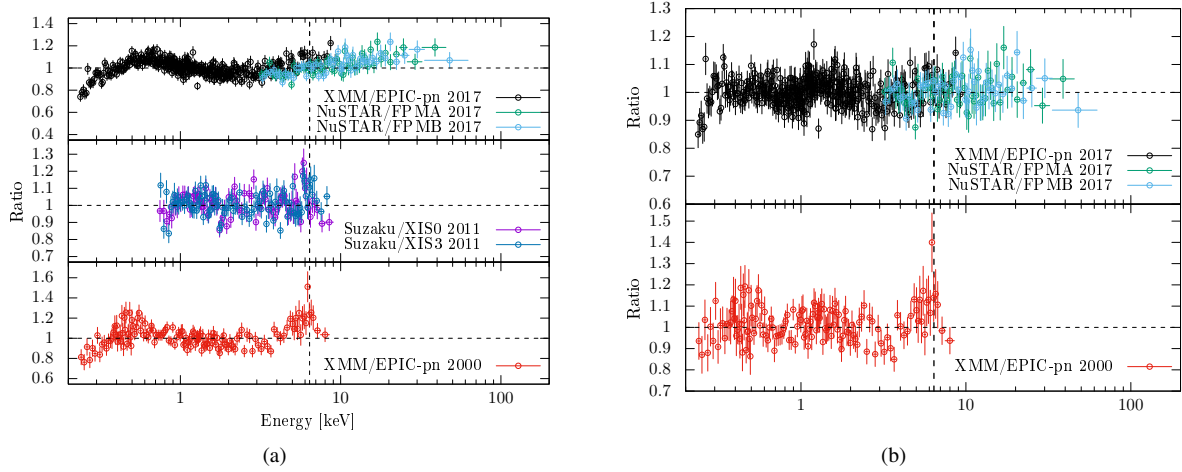 1.4
1.2
1
0.8
0.6
0.4
XMM/EPIC-pn 2017
NuSTAR/FPMA 2017
NuSTAR/FPMB 2017
1.3
1.2
1.1
1
0.9
0.8
0.7
Ratio
Suzaku/XIS0 2011
Suzaku/XIS3 2011
1.6
1.4
1.2
1
0.8
0.6
XMM/EPIC-pn 2000
1
10
100
Energy [keV]
(a)
1.3
1.2
1.1
1
0.9
0.8
0.7
0.6
Ratio
XMM/EPIC-pn 2017
NuSTAR/FPMA 2017
NuSTAR/FPMB 2017
1.5
1.4
1.3
1.2
1.1
1
0.9
0.8
0.7
Ratio
XMM/EPIC-pn 2000
1
10
100
(b)